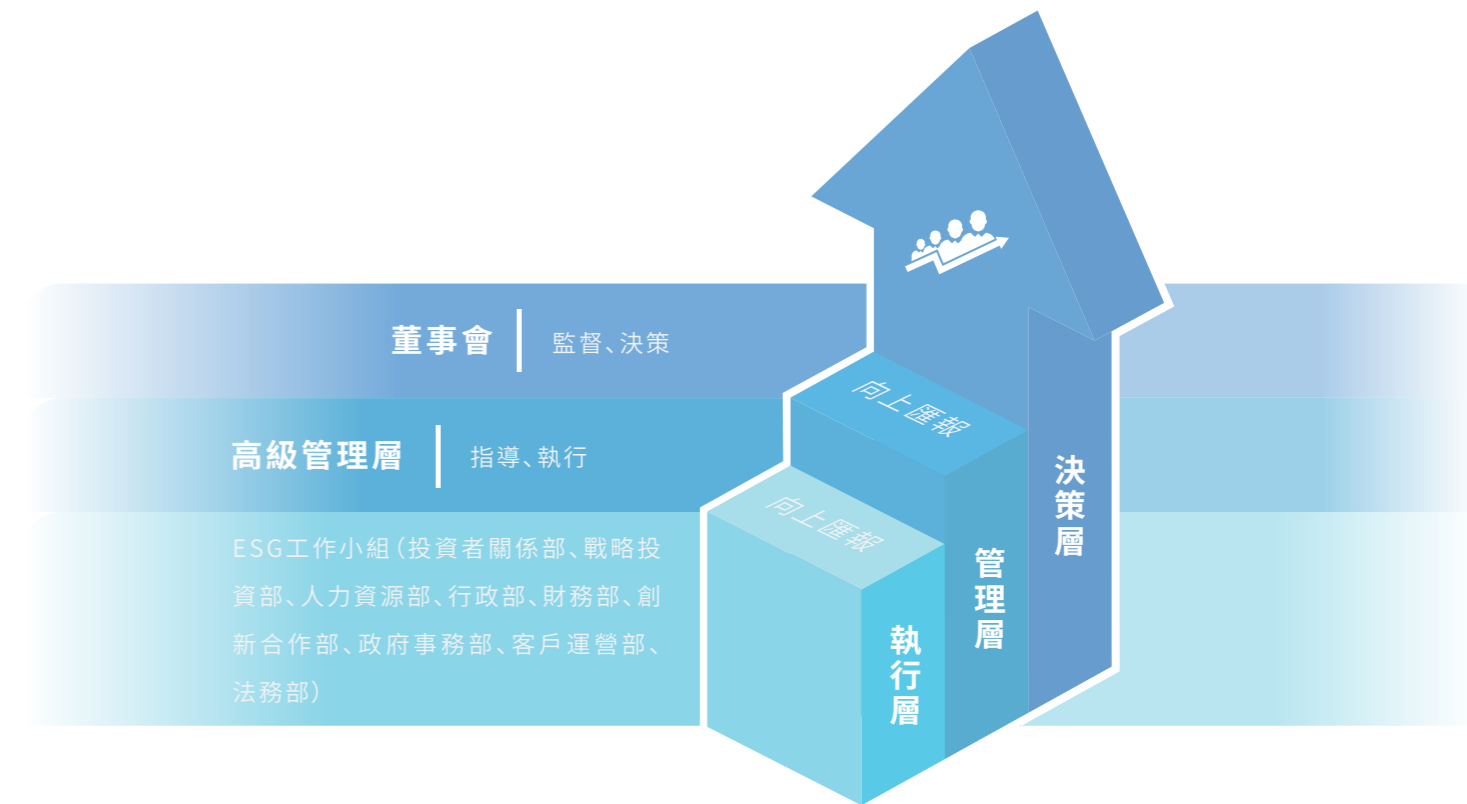 董事會
監督、決策
高級管理層
指導、執行
ESG工作小組（投資者關係部、戰略投
資部、人力資源部、行政部、財務部、創
新合作部、政府事務部、客戶運營部、
法務部）
向上匯報
向上匯報
決策層
管理層
執行層